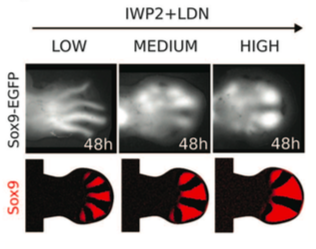 IWP2+LDN
LOW MEDIUM HIGH
Sox9-EGFP
48h 48h 48h
Sox9